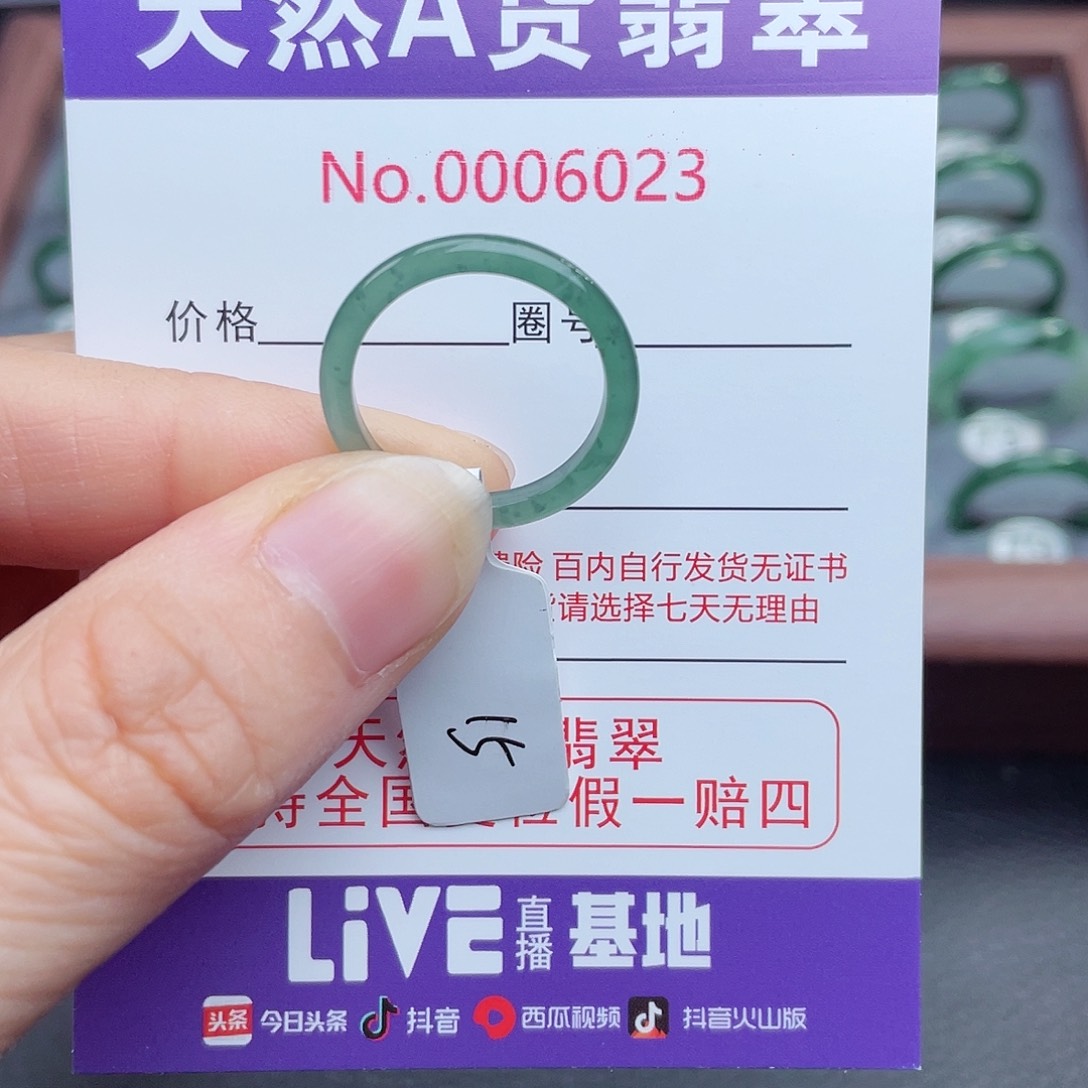 天然A货翡翠
No.0006023
价格 圈号
险 百内自行发货无证书
请选择七天无理由
天 翡翠
持全国 检 假一赔四
LiVE直播基地
头条 今日头条 抖音 西瓜视频 抖音火山版